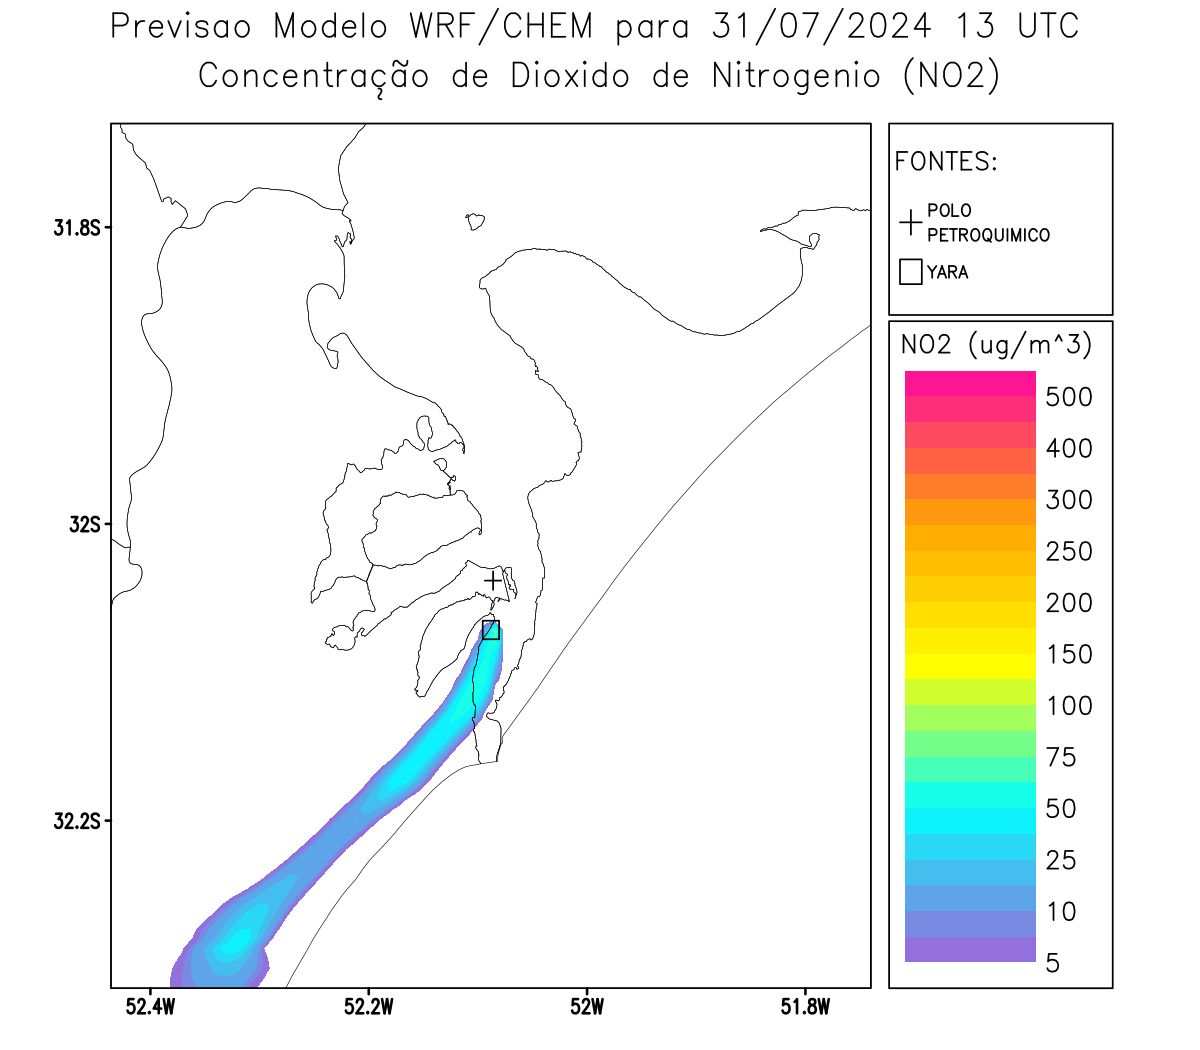 Previsao Modelo WRF/CHEM para 31/07/2024 13 UTC
Concentração de Dioxido de Nitrogenio (NO2)
FONTES:
POLO
PETROQUIMICO
YARA
NO2 (ug/m^3)
500
400
300
250
200
150
100
75
50
25
10
5
31.8S
32S
32.2S
52.4W
52.2W
52W
51.8W